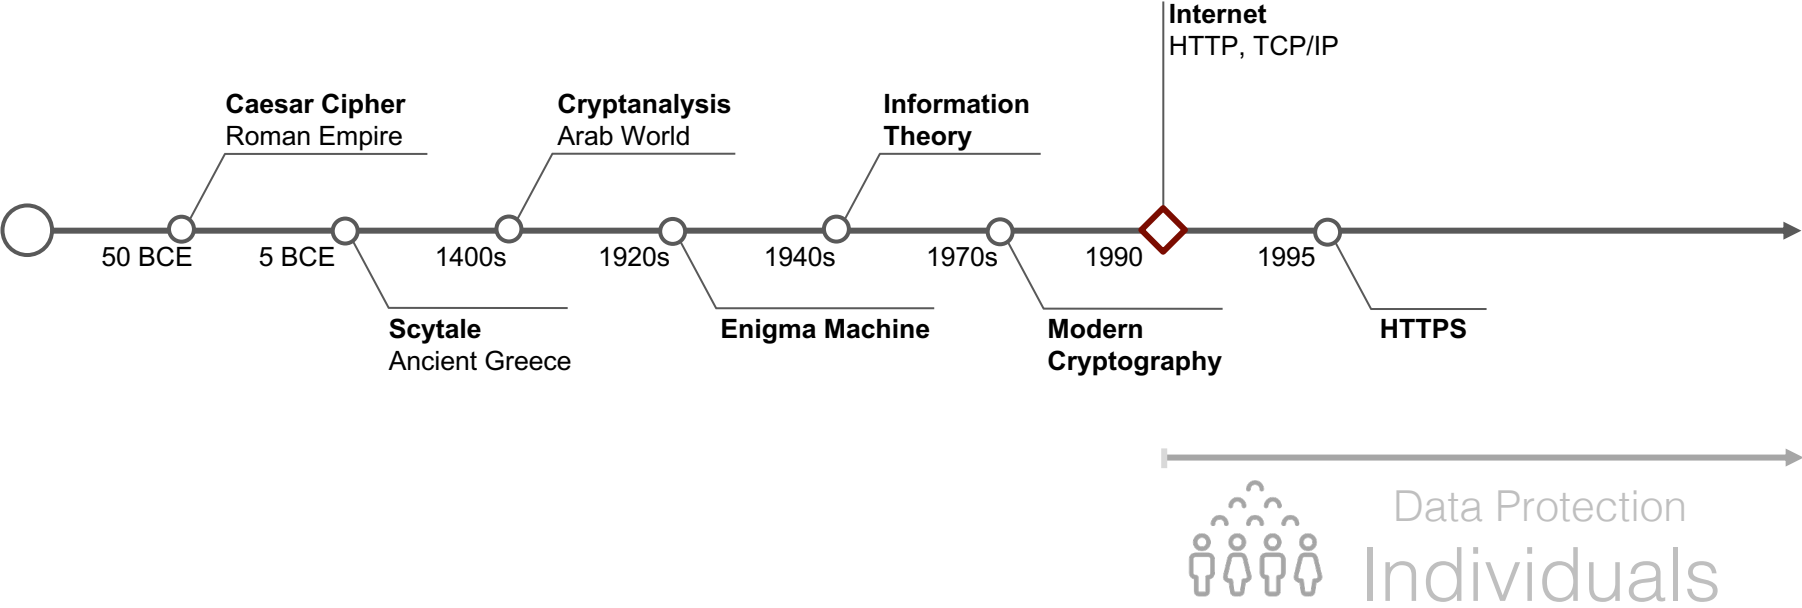 Internet
HTTP, TCP/IP
Caesar Cipher
Roman Empire
Cryptanalysis
Arab World
Information
Theory
50 BCE
5 BCE
1400s
1920s
1940s
1970s
1990
1995
Scytale
Ancient Greece
Enigma Machine
Modern
Cryptography
HTTPS
Data Protection
Individuals